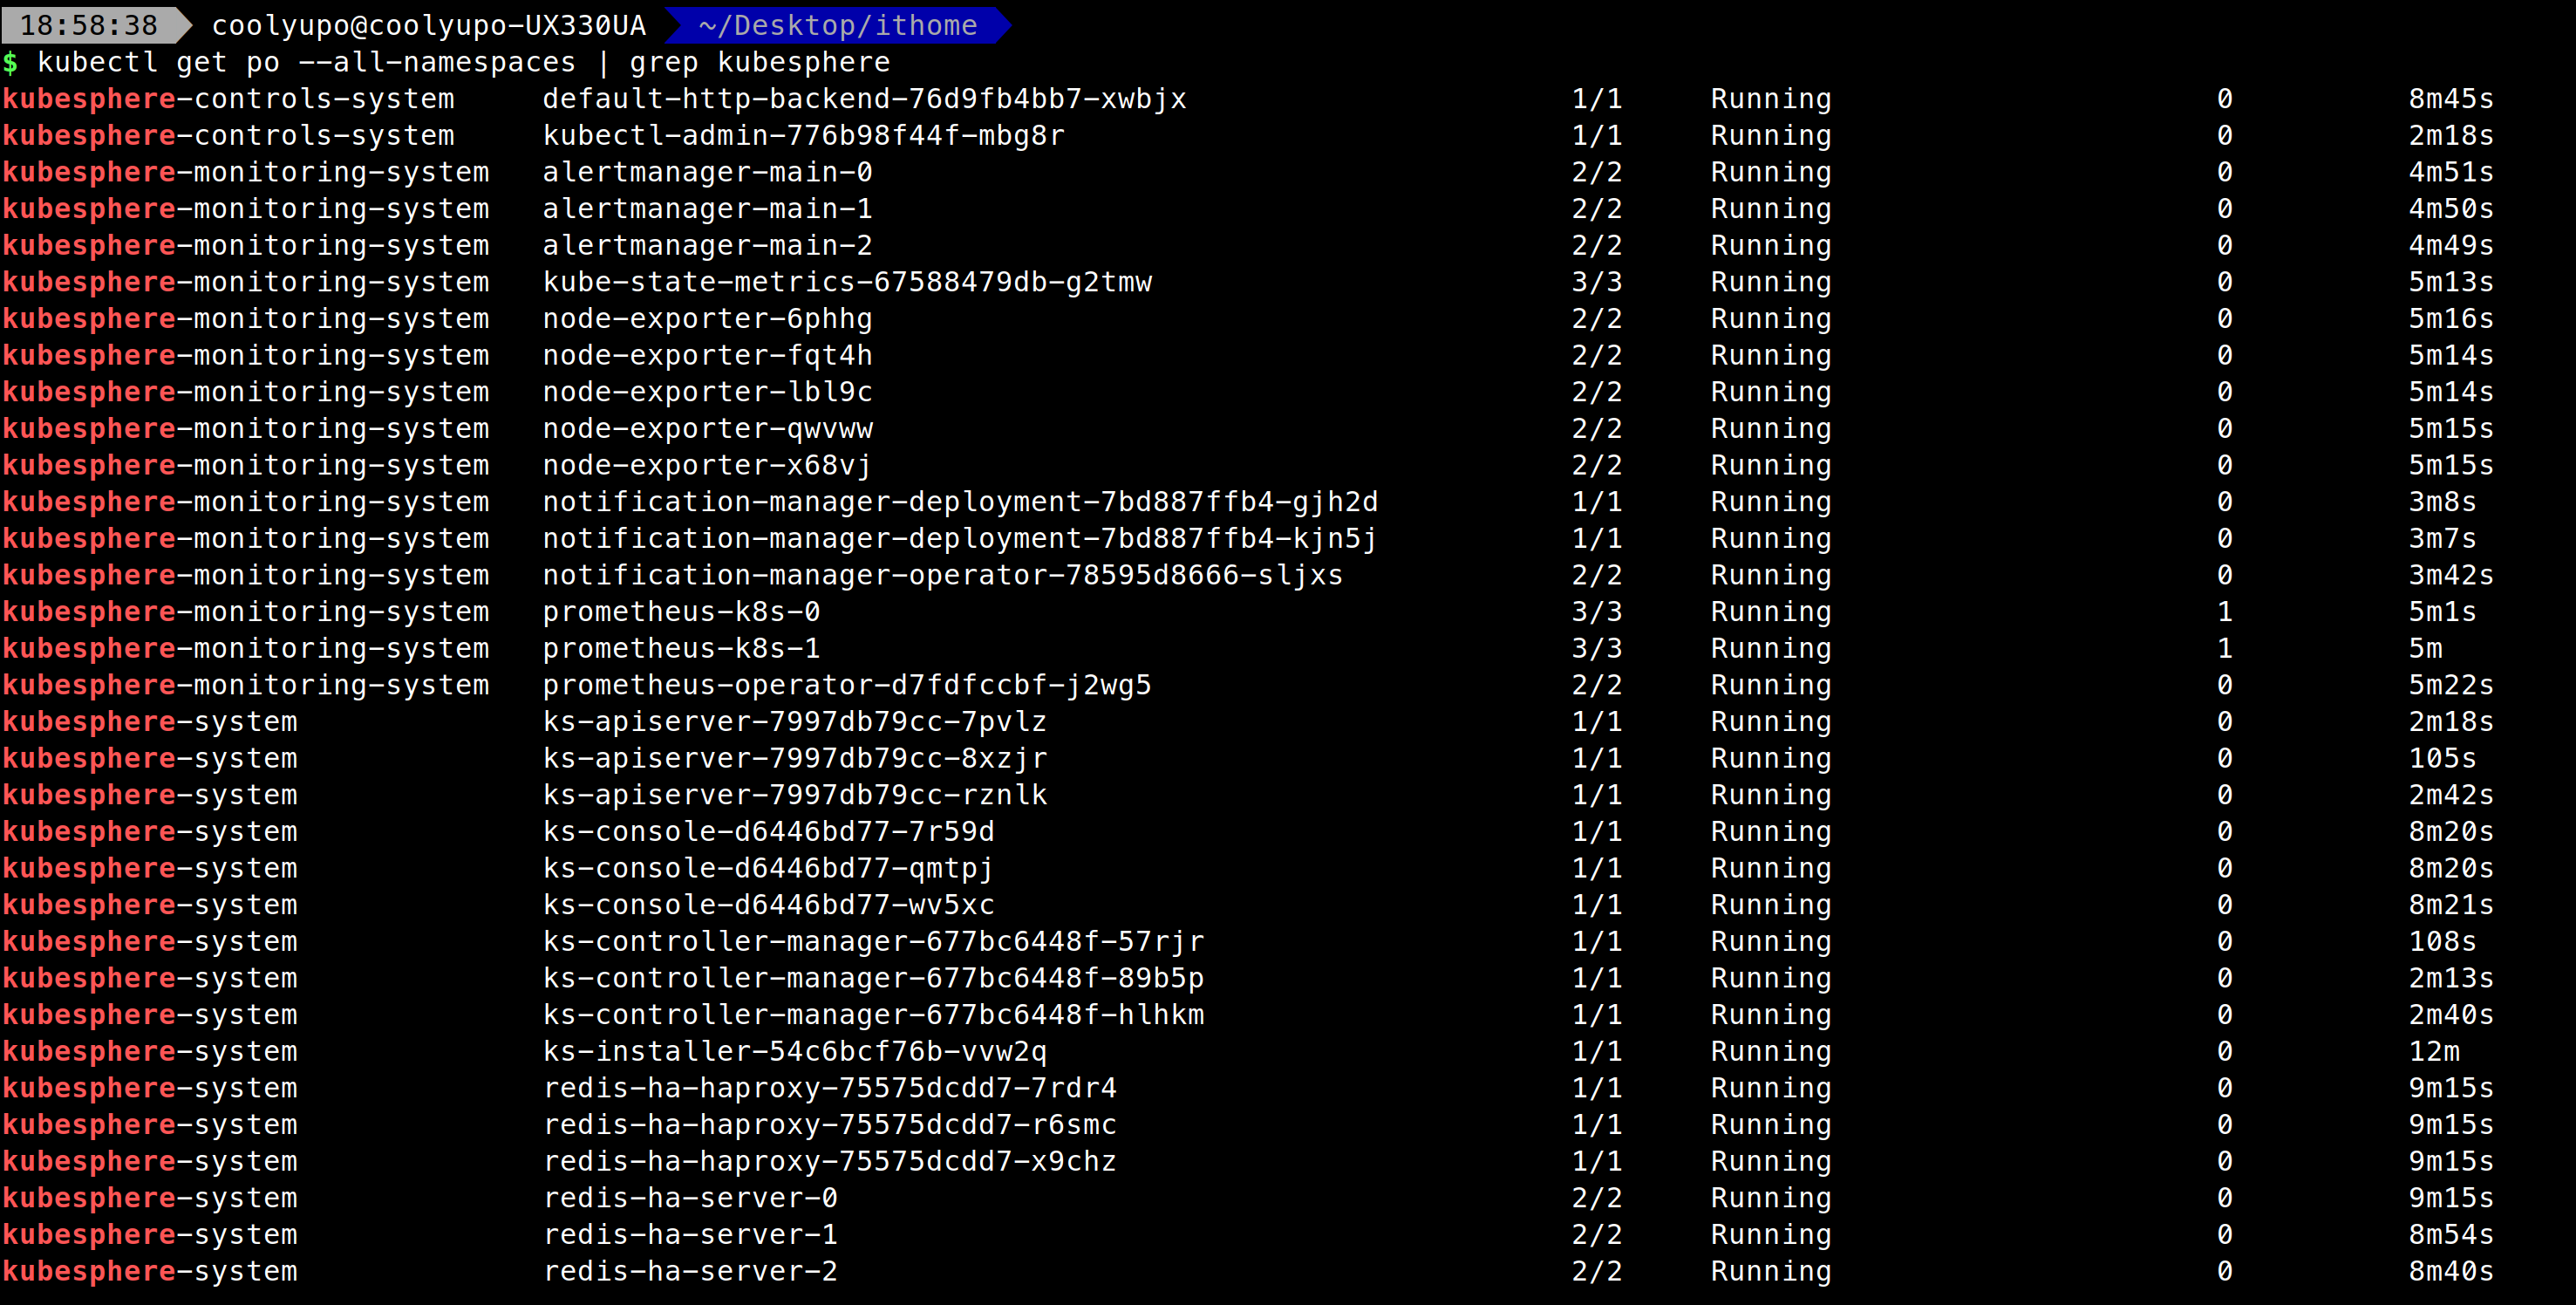 18:58:38 coolyupo@coolyupo-UX330UA ~/Desktop/ithome
$ kubectl get po --all-namespaces | grep kubesphere
kubesphere-controls-system default-http-backend-76d9fb4bb7-xwbjx 1/1 Running 0 8m45s
kubesphere-controls-system kubectl-admin-776b98f44f-mbg8r 1/1 Running 0 2m18s
kubesphere-monitoring-system alertmanager-main-0 2/2 Running 0 4m51s
kubesphere-monitoring-system alertmanager-main-1 2/2 Running 0 4m50s
kubesphere-monitoring-system alertmanager-main-2 2/2 Running 0 4m49s
kubesphere-monitoring-system kube-state-metrics-67588479db-g2tmw 3/3 Running 0 5m13s
kubesphere-monitoring-system node-exporter-6phhg 2/2 Running 0 5m16s
kubesphere-monitoring-system node-exporter-fqt4h 2/2 Running 0 5m14s
kubesphere-monitoring-system node-exporter-lbl9c 2/2 Running 0 5m14s
kubesphere-monitoring-system node-exporter-qwvww 2/2 Running 0 5m15s
kubesphere-monitoring-system node-exporter-x68vj 2/2 Running 0 5m15s
kubesphere-monitoring-system notification-manager-deployment-7bd887ffb4-gjh2d 1/1 Running 0 3m8s
kubesphere-monitoring-system notification-manager-deployment-7bd887ffb4-kjn5j 1/1 Running 0 3m7s
kubesphere-monitoring-system notification-manager-operator-78595d8666-sljxs 2/2 Running 0 3m42s
kubesphere-monitoring-system prometheus-k8s-0 3/3 Running 1 5m1s
kubesphere-monitoring-system prometheus-k8s-1 3/3 Running 1 5m
kubesphere-monitoring-system prometheus-operator-d7fdfccbf-j2wg5 2/2 Running 0 5m22s
kubesphere-system ks-apiserver-7997db79cc-7pvlz 1/1 Running 0 2m18s
kubesphere-system ks-apiserver-7997db79cc-8xzjr 1/1 Running 0 105s
kubesphere-system ks-apiserver-7997db79cc-rznlk 1/1 Running 0 2m42s
kubesphere-system ks-console-d6446bd77-7r59d 1/1 Running 0 8m20s
kubesphere-system ks-console-d6446bd77-qmtpj 1/1 Running 0 8m20s
kubesphere-system ks-console-d6446bd77-wv5xc 1/1 Running 0 8m21s
kubesphere-system ks-controller-manager-677bc6448f-57rjr 1/1 Running 0 108s
kubesphere-system ks-controller-manager-677bc6448f-89b5p 1/1 Running 0 2m13s
kubesphere-system ks-controller-manager-677bc6448f-hlhkm 1/1 Running 0 2m40s
kubesphere-system ks-installer-54c6bcf76b-vvw2q 1/1 Running 0 12m
kubesphere-system redis-ha-haproxy-75575dcdd7-7rdr4 1/1 Running 0 9m15s
kubesphere-system redis-ha-haproxy-75575dcdd7-r6smc 1/1 Running 0 9m15s
kubesphere-system redis-ha-haproxy-75575dcdd7-x9chz 1/1 Running 0 9m15s
kubesphere-system redis-ha-server-0 2/2 Running 0 9m15s
kubesphere-system redis-ha-server-1 2/2 Running 0 8m54s
kubesphere-system redis-ha-server-2 2/2 Running 0 8m40s